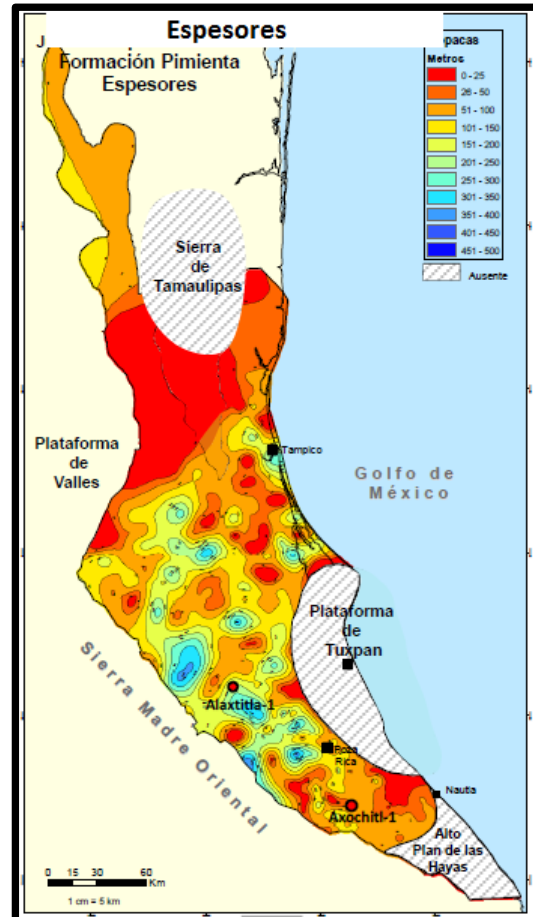 Espesores
J
Formación Pimienta
Espesores
opacas
Metros
0 - 25
26 - 50
51 - 100
101 - 150
151 - 200
201 - 250
251 - 300
301 - 350
351 - 400
401 - 450
451 - 500
Ausente
Sierra
de
Tamaulipas
Plataforma
de
Valles
Tampico
Golfo de
México
Plataforma
de
Tuxpan
Sierra Madre Oriental
Alaxtitla-1
Poza
Rica
Nautla
Axochitl-1
Alto
Plan de las
Hayas
0 15 30 60
Km
1 cm = 5 km